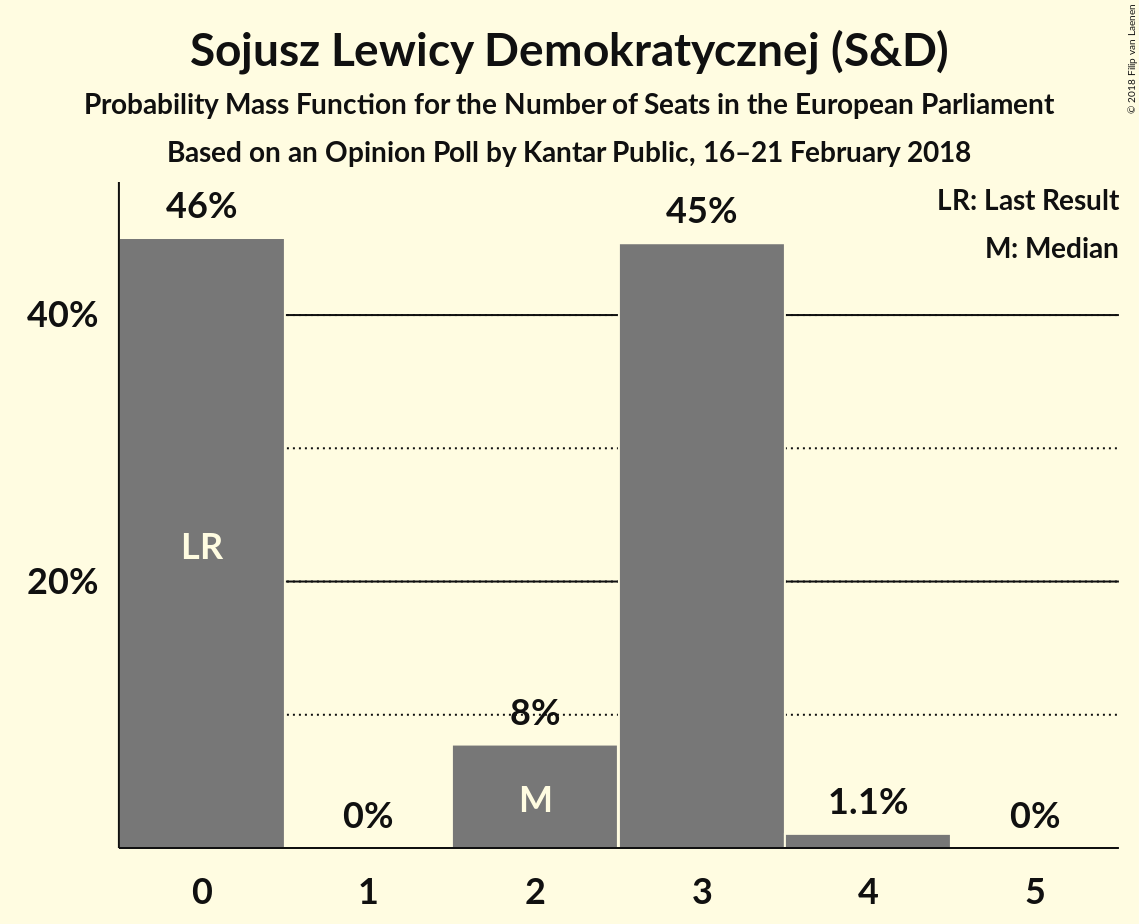 Sojusz Lewicy Demokratycznej (S&D)
Probability Mass Function for the Number of Seats in the European Parliament
Based on an Opinion Poll by Kantar Public, 16–21 February 2018
© 2018 Filip van Laenen
LR: Last Result
M: Median
46%
45%
40%
LR
20%
8%
M
0%
1.1%
0%
0 1 2 3 4 5